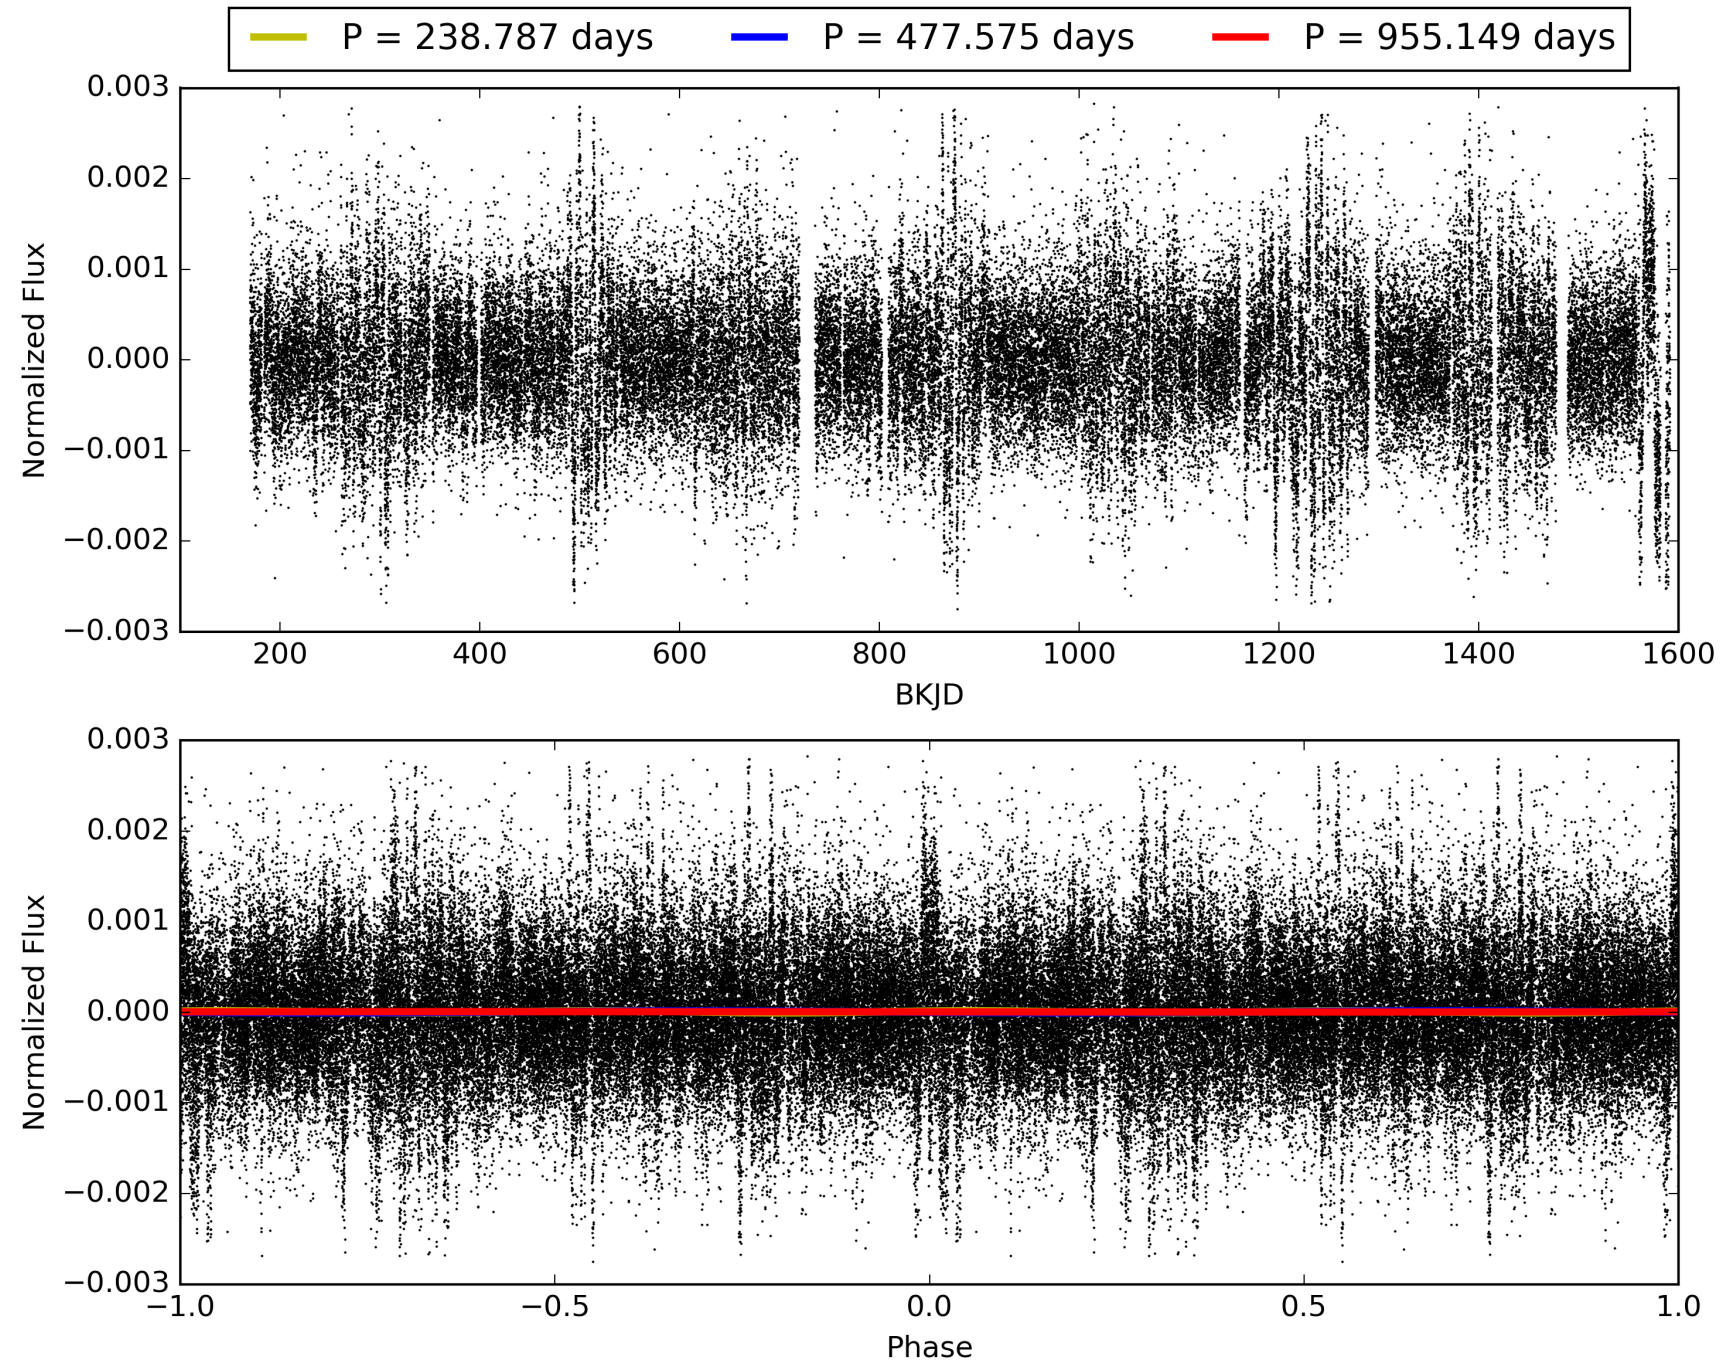 P = 238.787 days P = 477.575 days P = 955.149 days
0.003
0.002
0.001
0.000
−0.001
−0.002
−0.003
Normalized Flux
200 400 600 800 1000 1200 1400 1600
BKJD
0.003
0.002
0.001
0.000
−0.001
−0.002
−0.003
Normalized Flux
−1.0 −0.5 0.0 0.5 1.0
Phase